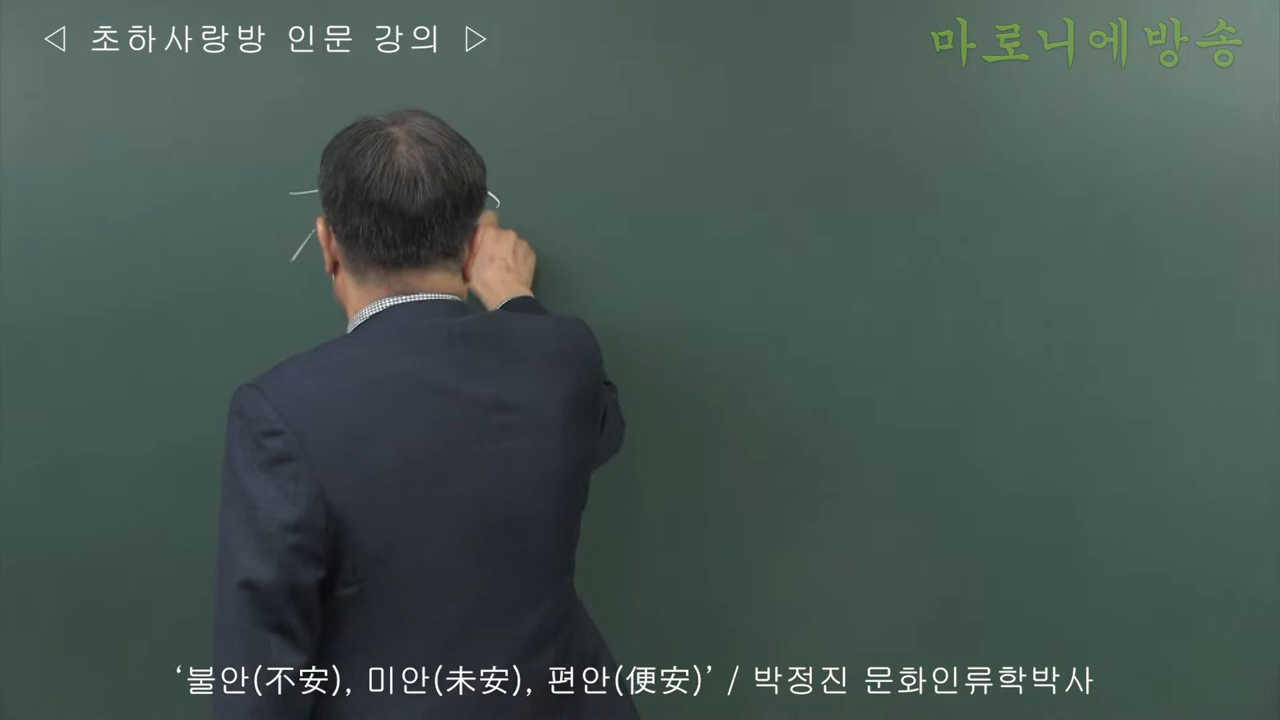 ◁ 초하사랑방 인문 강의 ▷
마로니에방송
‘불안(不安), 미안(未安), 편안(便安)’ / 박정진 문화인류학박사